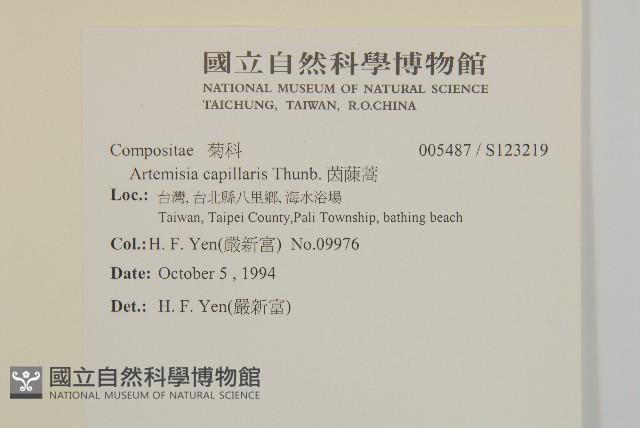 國立自然科學博物館
NATIONAL MUSEUM OF NATURAL SCIENCE
TAICHUNG, TAIWAN, R.O.CHINA
Compositae 菊科 005487 / S123219
Artemisia capillaris Thunb. 茵蔯蒿
Loc.: 台灣, 台北縣八里鄉, 海水浴場
Taiwan, Taipei County,Pali Township, bathing beach
Col.: H. F. Yen(嚴新富) No.09976
Date: October 5 , 1994
Det.: H. F. Yen(嚴新富)
國立自然科學博物館
NATIONAL MUSEUM OF NATURAL SCIENCE